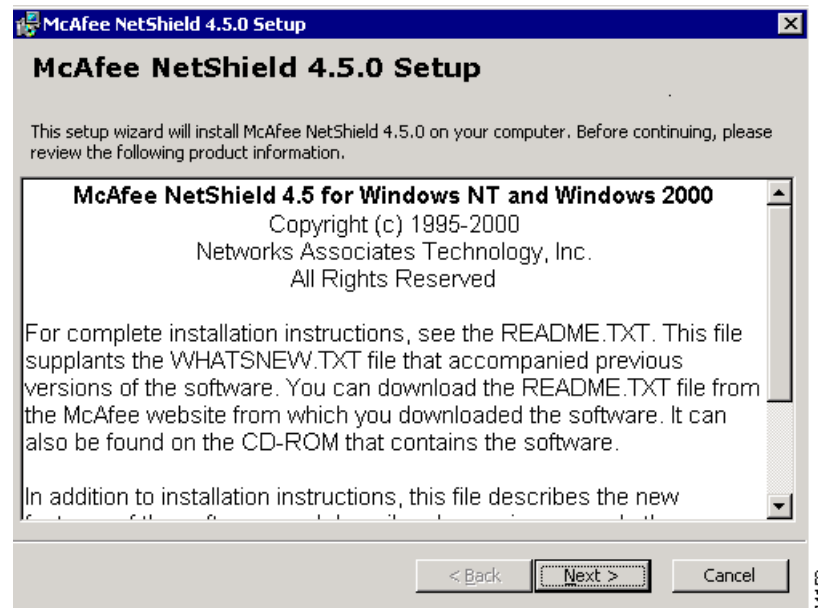 McAfee NetShield 4.5.0 Setup
McAfee NetShield 4.5.0 Setup
This setup wizard will install McAfee NetShield 4.5.0 on your computer. Before continuing, please
review the following product information.
McAfee NetShield 4.5 for Windows NT and Windows 2000
Copyright (c) 1995-2000
Networks Associates Technology, Inc.
All Rights Reserved
For complete installation instructions, see the README.TXT. This file
supplants the WHATSNEW.TXT file that accompanied previous
versions of the software. You can download the README.TXT file from
the McAfee website from which you downloaded the software. It can
also be found on the CD-ROM that contains the software.
In addition to installation instructions, this file describes the new
< Back
Next >
Cancel